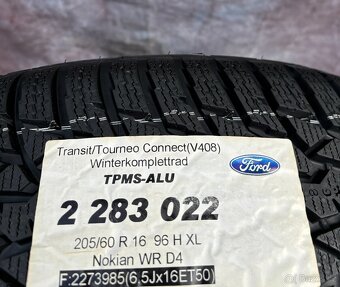 Transit/Tourneo Connect(V408)
Winterkomplettrad
TPMS-ALU
Ford
2 283 022
205/60 R 16 96 H XL
Nokian WR D4
F:2273985(6,5Jx16ET50)